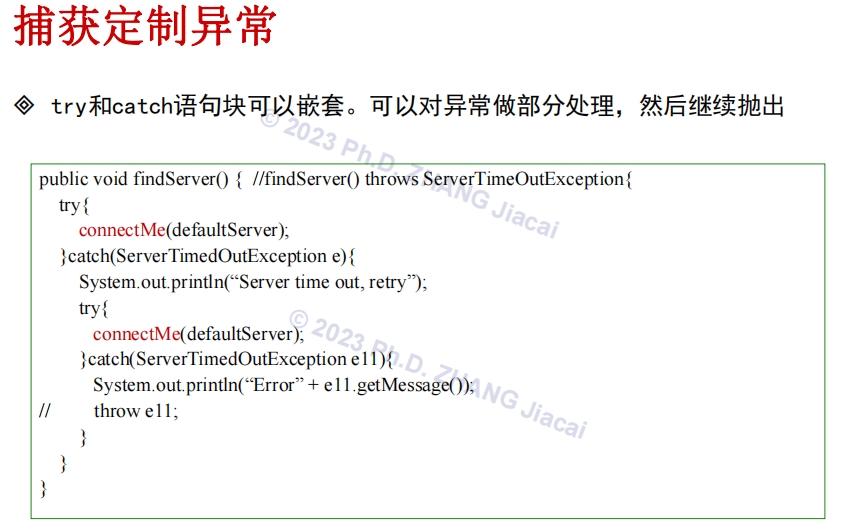 捕获定制异常
try和catch语句块可以嵌套。可以对异常做部分处理，然后继续抛出
public void findServer() {  //findServer() throws ServerTimeOutException{
try{
connectMe(defaultServer);
}catch(ServerTimedOutException e){
System.out.println(“Server time out, retry”);
try{
connectMe(defaultServer);
}catch(ServerTimedOutException e11){
System.out.println(“Error” + e11.getMessage());
//        throw e11;
}
}
}
© 2023 Ph.D. ZHANG Jiacai
© 2023 Ph.D. ZHANG Jiacai